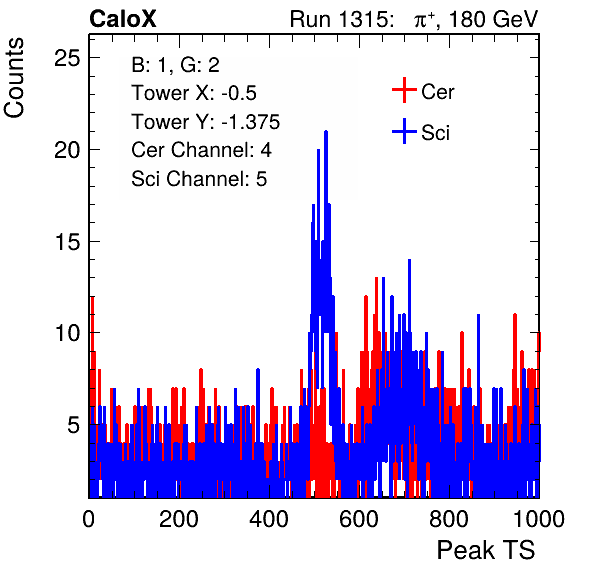 CaloX Run 1315: π⁺, 180 GeV
Counts
25
20
15
10
5
B: 1, G: 2
Tower X: -0.5
Tower Y: -1.375
Cer Channel: 4
Sci Channel: 5
Cer
Sci
0 200 400 600 800 1000
Peak TS